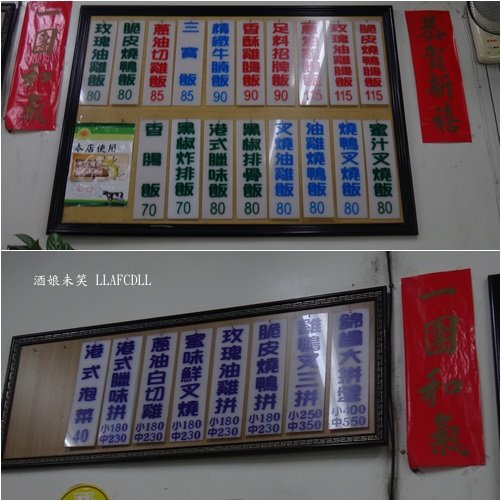 恭賀新禧
脆皮燒鴨腿飯 115
玫瑰油雞腿飯 115
足料招牌飯 90
香酥雞腿飯 90
精緻牛腩飯 90
三寶飯 85
蔥油切雞飯 85
脆皮燒鴨飯 80
玫瑰油雞飯 80
一團和氣
蜜汁叉燒飯 80
燒鴨叉燒飯 80
油雞燒鴨飯 80
叉燒油雞飯 80
黑椒排骨飯 80
港式臘味飯 70
黑椒炸排飯 70
香腸飯 70
本店使用
酒娘未笑 LLAFCDLL
一團和氣
錦繡大拼盤 小400 中550
雞鴨叉三拼 小250 中350
脆皮燒鴨拼 小180 中230
玫瑰油雞拼 小180 中230
蜜味鮮叉燒 小180 中230
蔥油白切雞 小180 中230
港式臘味拼 小180 中230
港式泡菜 40